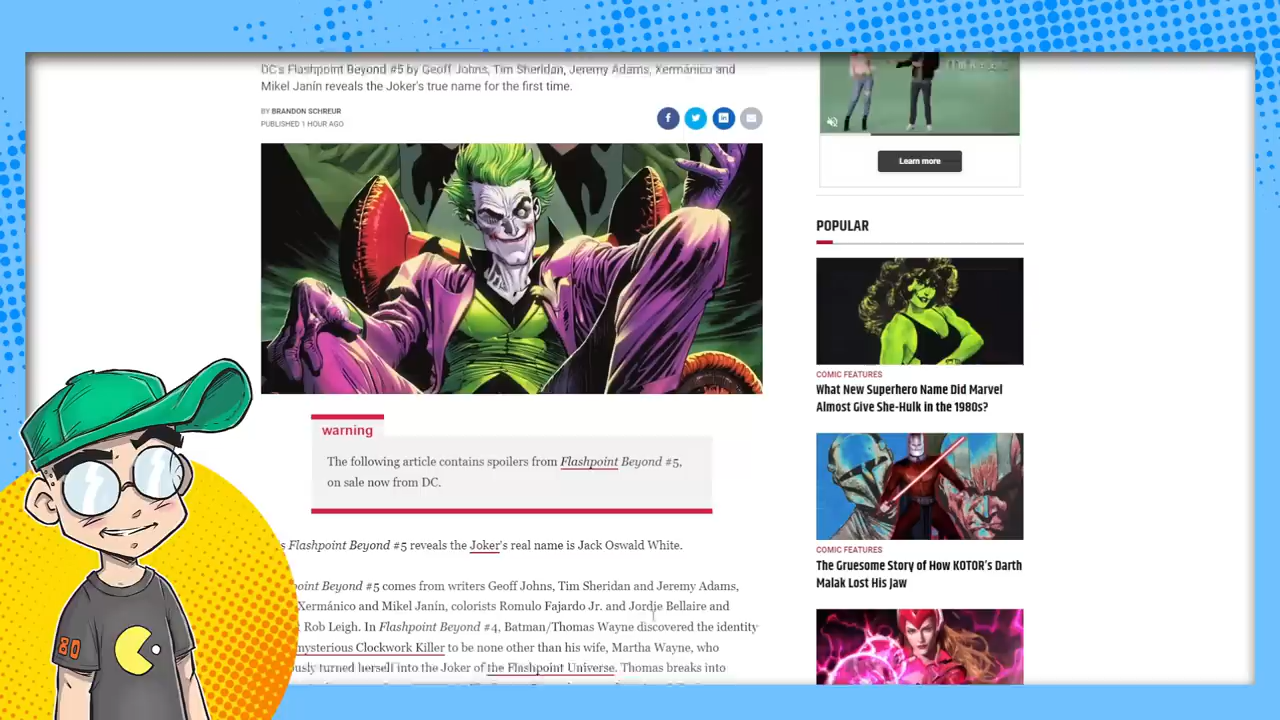 DC's Flashpoint Beyond #5 by Geoff Johns, Tim Sheridan, Jeremy Adams, Xermánico and
Mikel Janín reveals the Joker's true name for the first time.
BY BRANDON SCHREUR
PUBLISHED 1 HOUR AGO
Learn more
POPULAR
COMIC FEATURES
What New Superhero Name Did Marvel
Almost Give She-Hulk in the 1980s?
warning
The following article contains spoilers from Flashpoint Beyond #5,
on sale now from DC.
COMIC FEATURES
The Gruesome Story of How KOTOR's Darth
Malak Lost His Jaw
Flashpoint Beyond #5 reveals the Joker's real name is Jack Oswald White.
Beyond #5 comes from writers Geoff Johns, Tim Sheridan and Jeremy Adams,
Xermánico and Mikel Janín, colorists Romulo Fajardo Jr. and Jordie Bellaire and
Rob Leigh. In Flashpoint Beyond #4, Batman/Thomas Wayne discovered the identity
Clockwork Killer to be none other than his wife, Martha Wayne, who
turned herself into the Joker of the Flashpoint Universe. Thomas breaks into
80